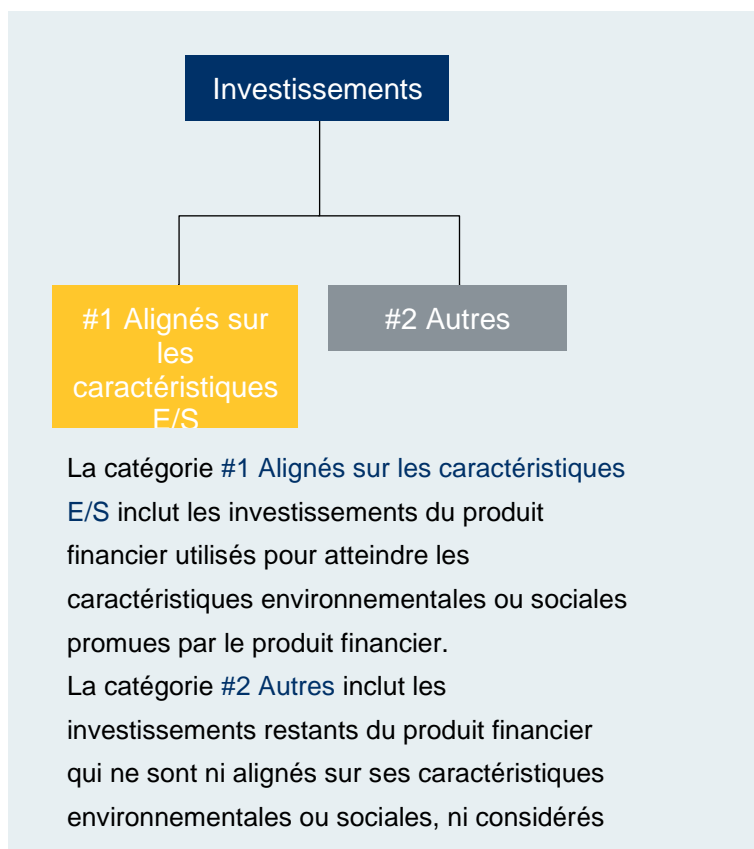 Investissements
#1 Alignés sur
les
caractéristiques
E/S
#2 Autres
La catégorie #1 Alignés sur les caractéristiques
E/S inclut les investissements du produit
financier utilisés pour atteindre les
caractéristiques environnementales ou sociales
promues par le produit financier.
La catégorie #2 Autres inclut les
investissements restants du produit financier
qui ne sont ni alignés sur ses caractéristiques
environnementales ou sociales, ni considérés